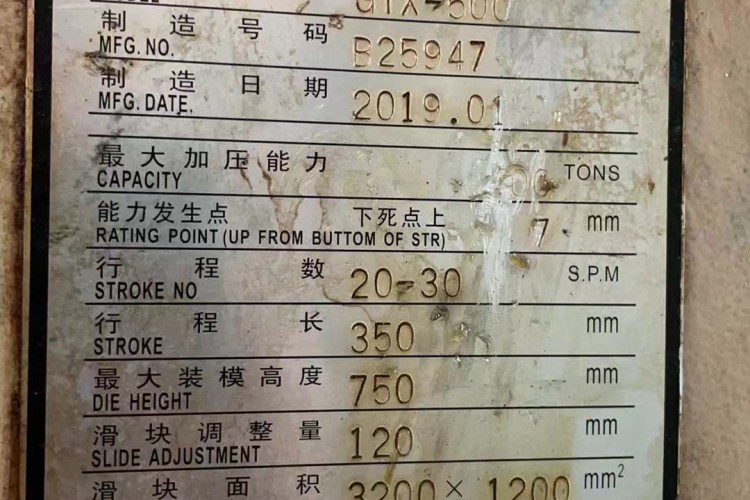 GTX-500
制造号码
MFG. NO. B25947
制造日期
MFG. DATE. 2019.01
最大加压能力
CAPACITY TONS
能力发生点 下死点上
RATING POINT (UP FROM BUTTOM OF STR) 7 mm
行程数
STROKE NO 20-30 S.P.M
行程长
STROKE 350 mm
最大装模高度
DIE HEIGHT 750 mm
滑块调整量
SLIDE ADJUSTMENT 120 mm
滑块面积 3200×1200 mm²